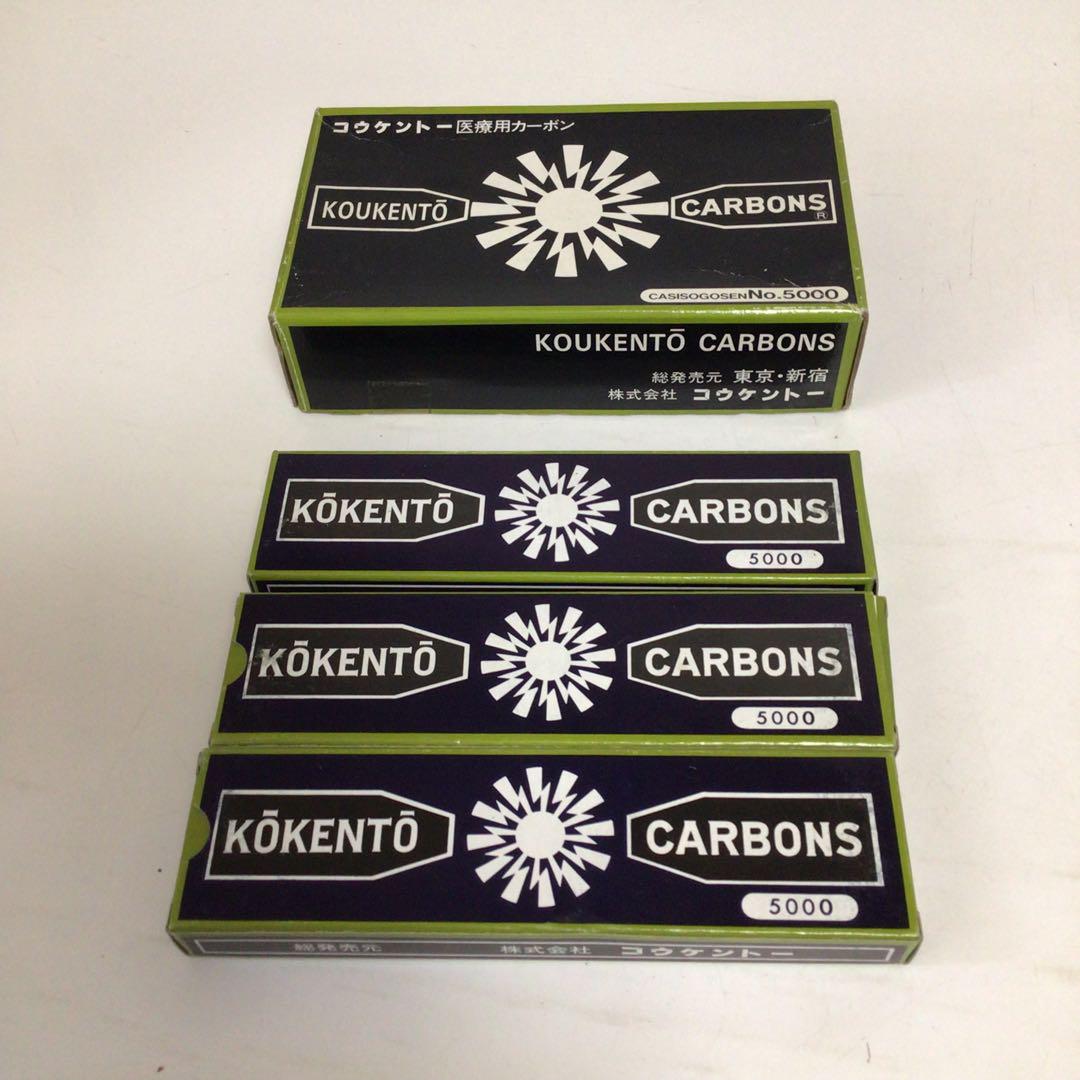 コウケントー医療用カーボン
KOUKENTŌ CARBONS®
CASISOGOSEN No.5000
KOUKENTŌ CARBONS
総発売元 東京・新宿
株式会社 コウケントー
KŌKENTŌ CARBONS
5000
KŌKENTŌ CARBONS
5000
KŌKENTŌ CARBONS
5000
総発売元 株式会社 コウケントー